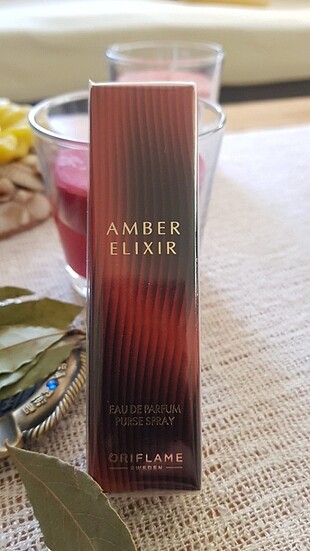 AMBER
ELIXIR
EAU DE PARFUM
PURSE SPRAY
ORIFLAME
SWEDEN